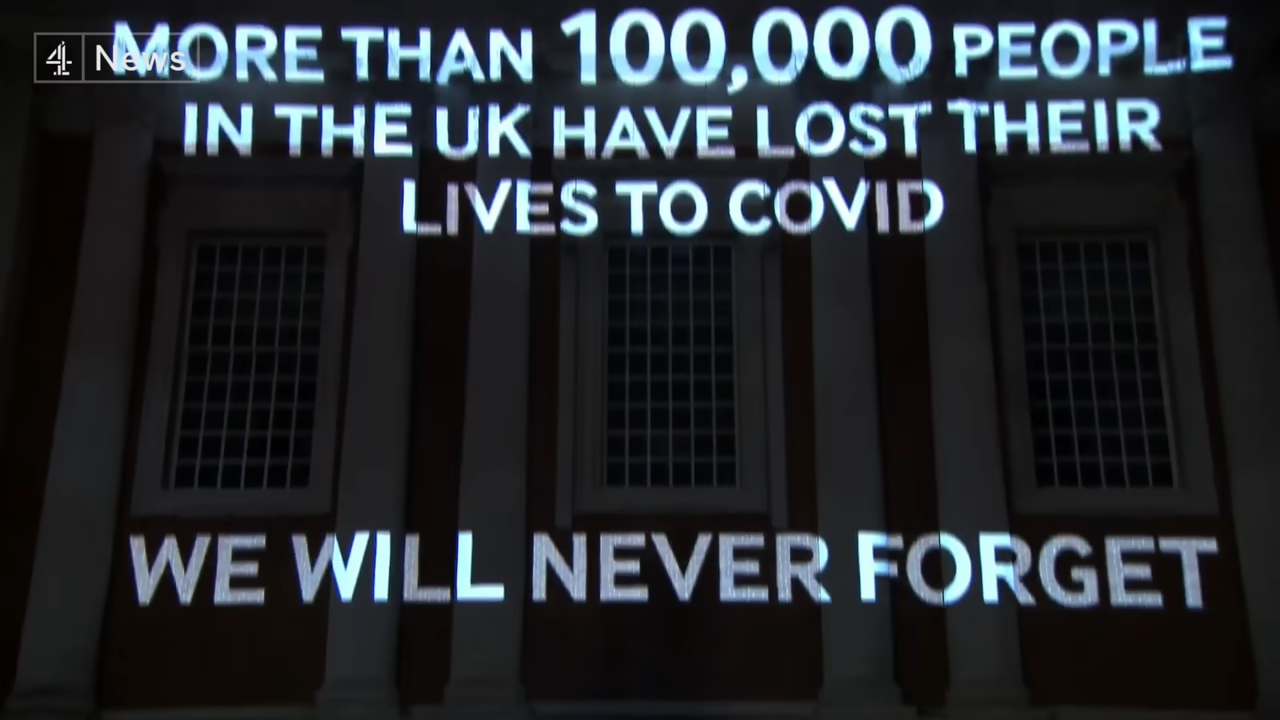 4 News
MORE THAN 100,000 PEOPLE
IN THE UK HAVE LOST THEIR
LIVES TO COVID
WE WILL NEVER FORGET